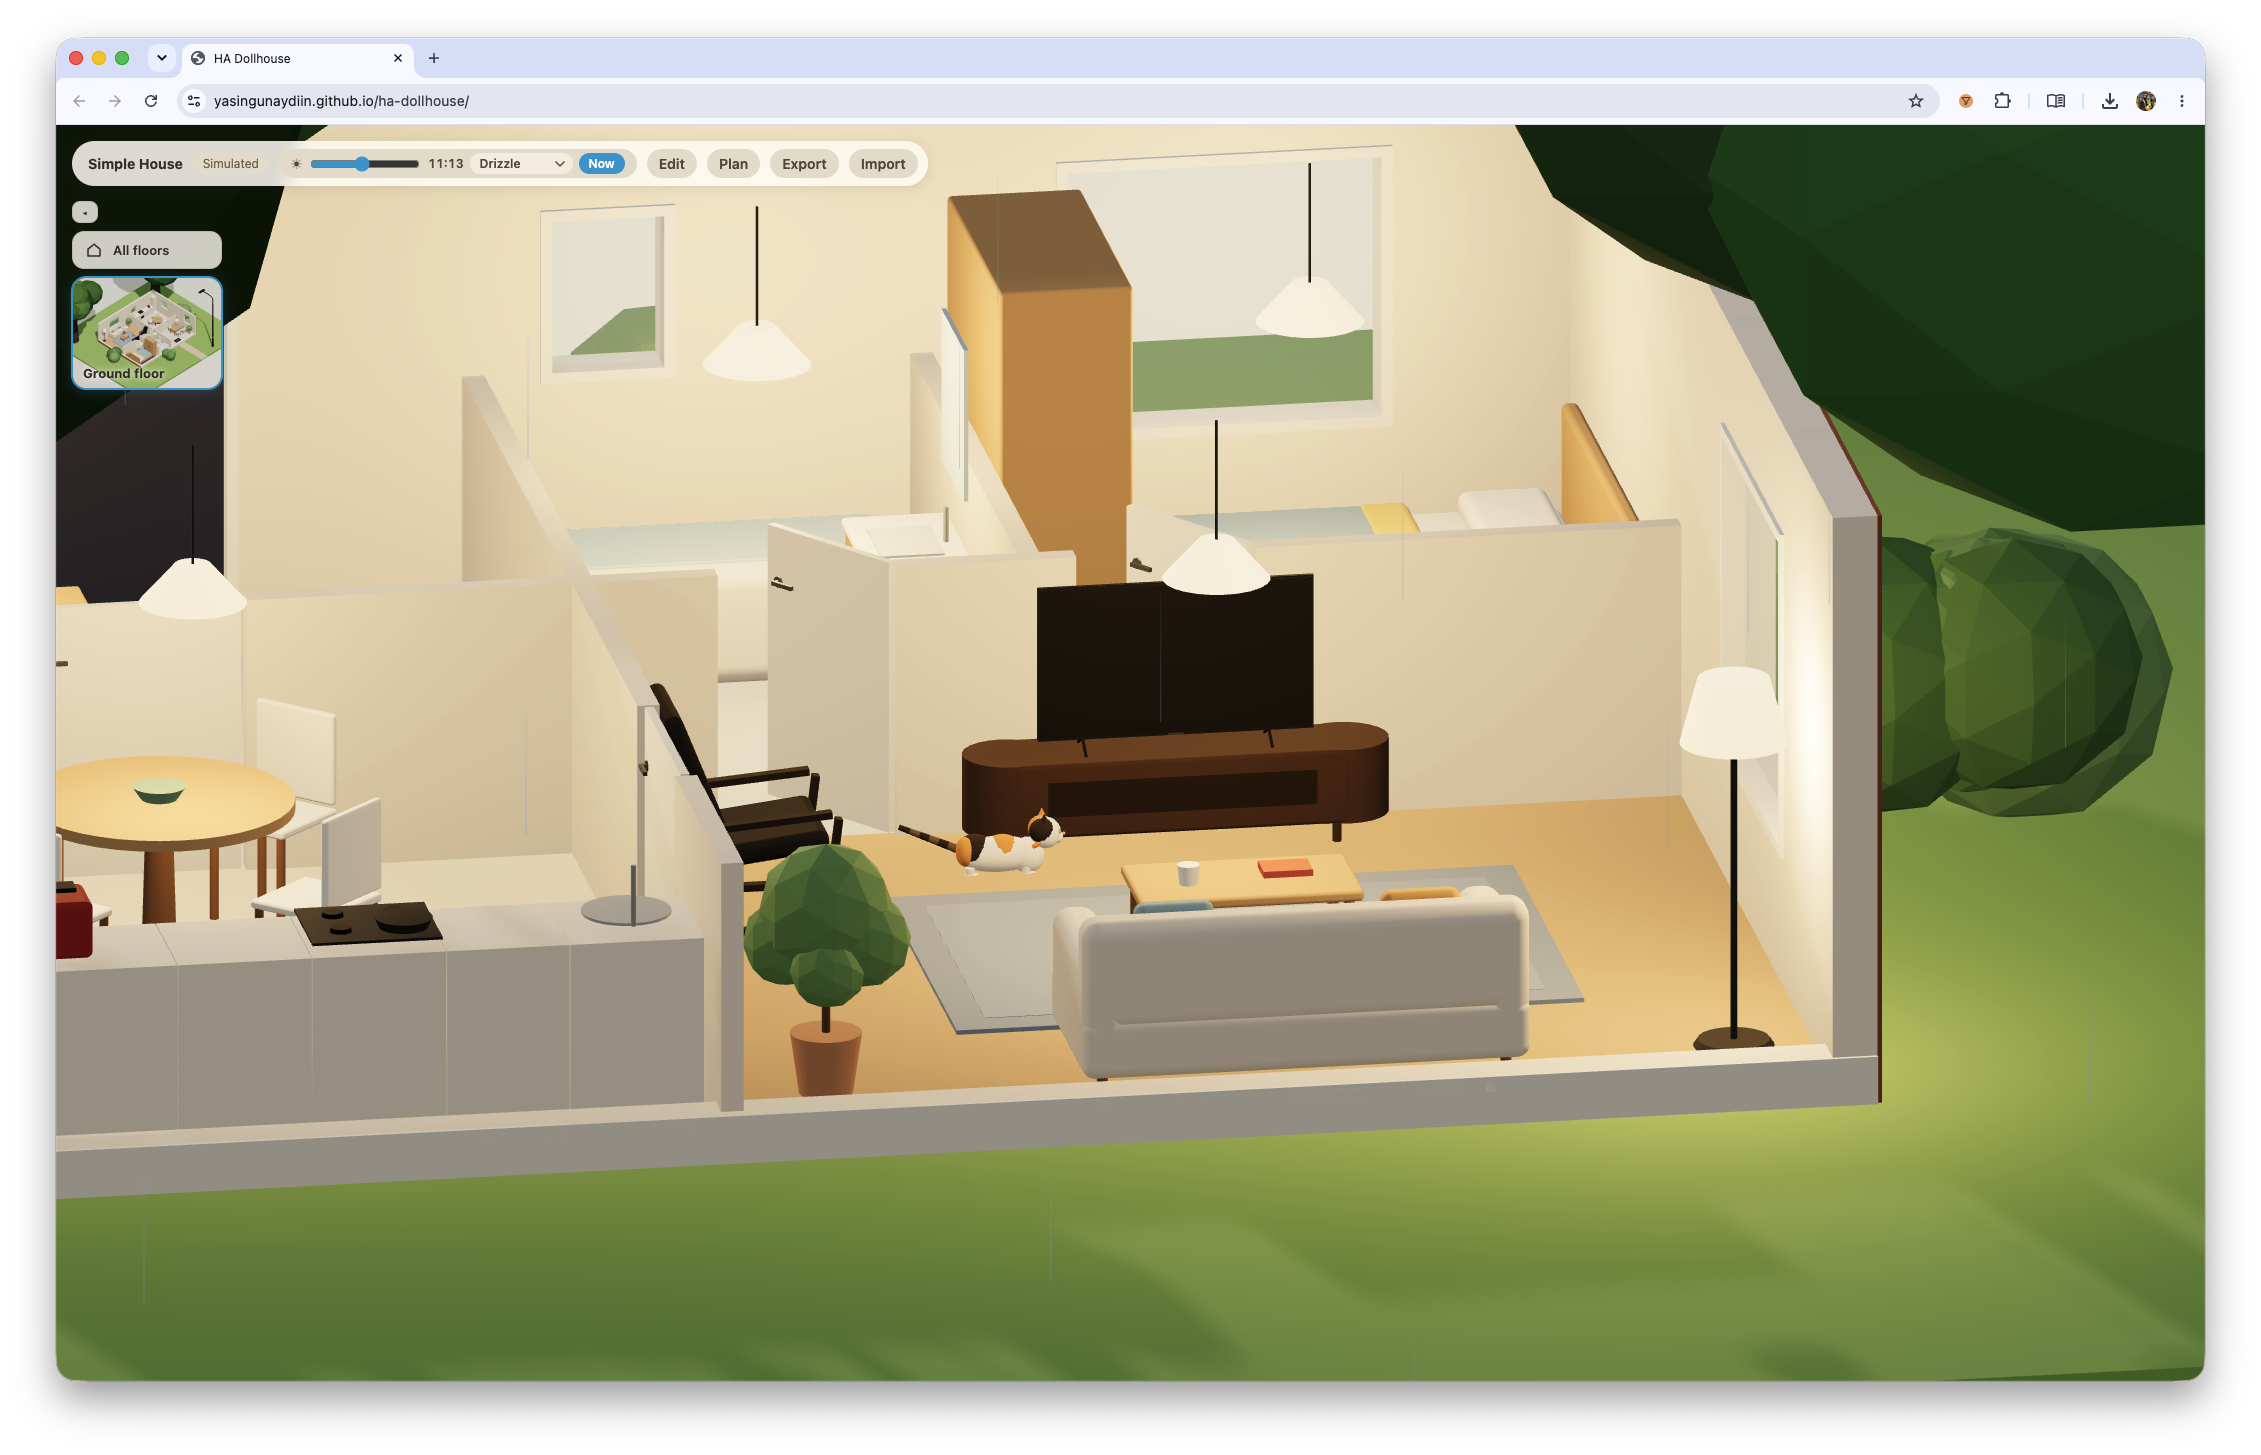 HA Dollhouse
yasingunaydiin.github.io/ha-dollhouse/
Simple House Simulated 11:13 Drizzle Now Edit Plan Export Import
All floors
Ground floor